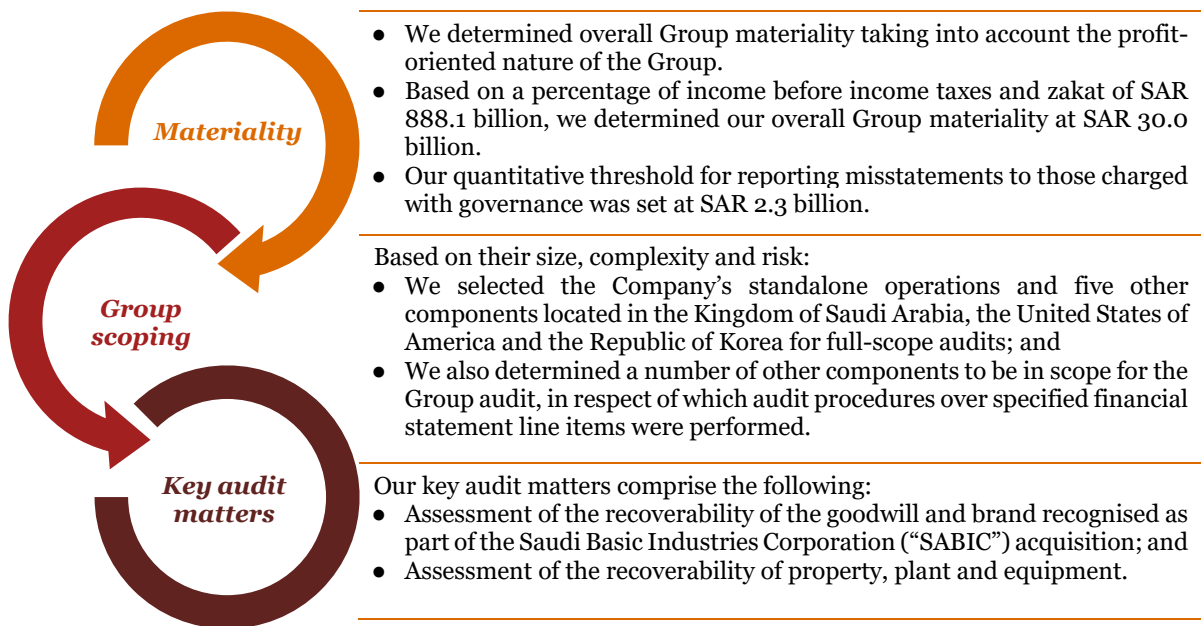 Materiality
● We determined overall Group materiality taking into account the profit-
oriented nature of the Group.
● Based on a percentage of income before income taxes and zakat of SAR
888.1 billion, we determined our overall Group materiality at SAR 30.0
billion.
● Our quantitative threshold for reporting misstatements to those charged
with governance was set at SAR 2.3 billion.
Group
scoping
Based on their size, complexity and risk:
● We selected the Company’s standalone operations and five other
components located in the Kingdom of Saudi Arabia, the United States of
America and the Republic of Korea for full-scope audits; and
● We also determined a number of other components to be in scope for the
Group audit, in respect of which audit procedures over specified financial
statement line items were performed.
Key audit
matters
Our key audit matters comprise the following:
● Assessment of the recoverability of the goodwill and brand recognised as
part of the Saudi Basic Industries Corporation (“SABIC”) acquisition; and
● Assessment of the recoverability of property, plant and equipment.